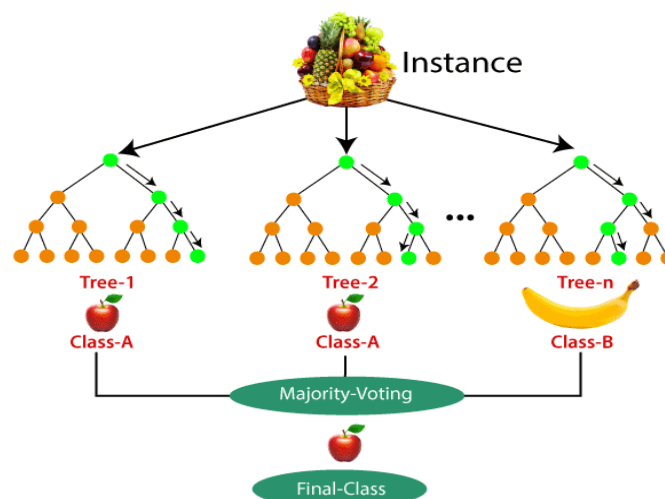 Instance
...
Tree-1
Tree-2
Tree-n
Class-A
Class-A
Class-B
Majority-Voting
Final-Class